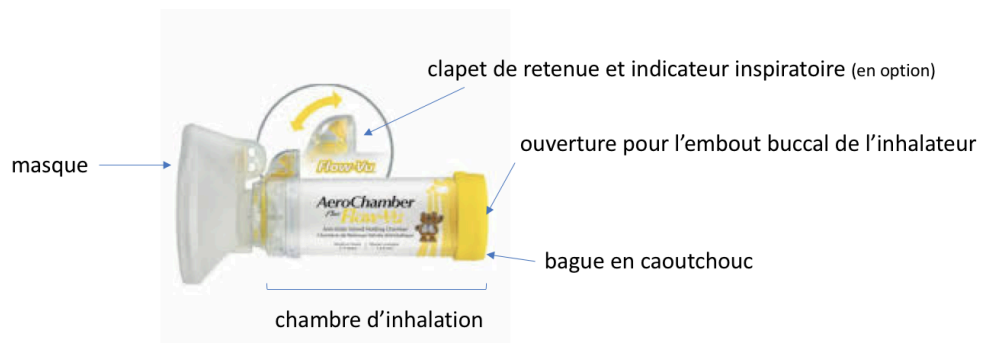 clapet de retenue et indicateur inspiratoire (en option)
ouverture pour l'embout buccal de l'inhalateur
masque
Flow-Vu
AeroChamber
Plus
Flow-Vu
bague en caoutchouc
chambre d'inhalation